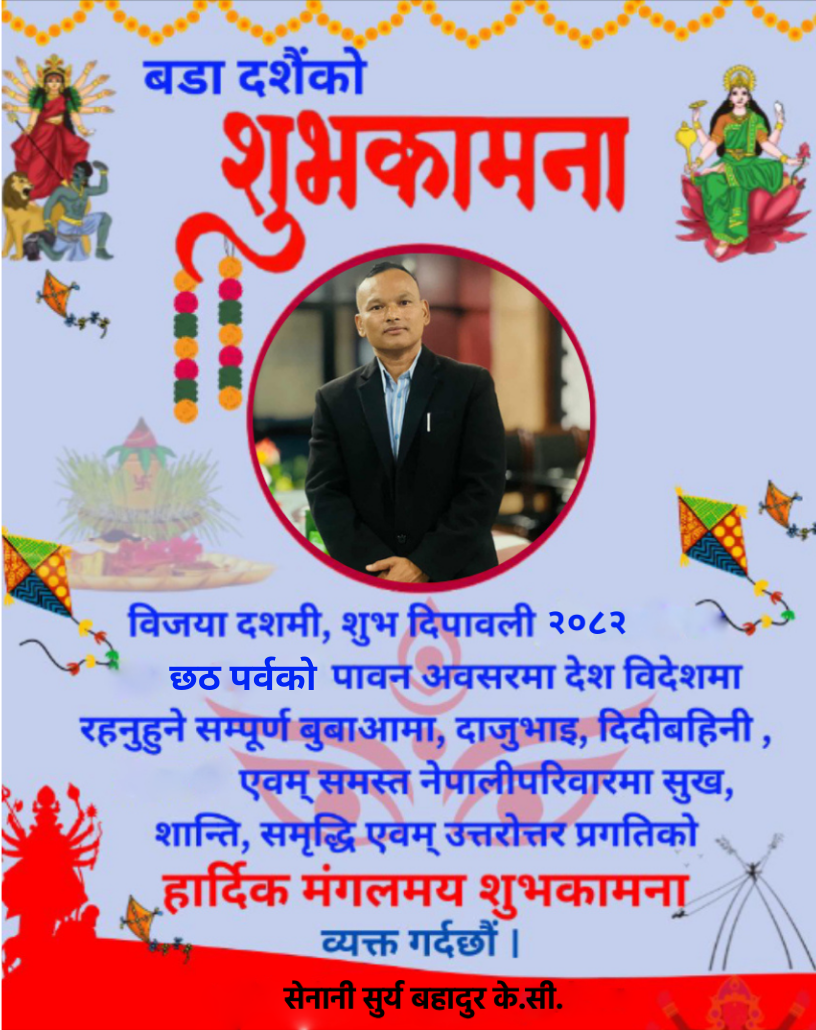 बडा दशैंको
शुभकामना
विजया दशमी, शुभ दिपावली २०८२
छठ पर्वको पावन अवसरमा देश विदेशमा
रहनुहुने सम्पूर्ण बुबाआमा, दाजुभाइ, दिदीबहिनी ,
एवम् समस्त नेपालीपरिवारमा सुख,
शान्ति, समृद्धि एवम् उत्तरोत्तर प्रगतिको
हार्दिक मंगलमय शुभकामना
व्यक्त गर्दछौं ।
सेनानी सुर्य बहादुर के.सी.